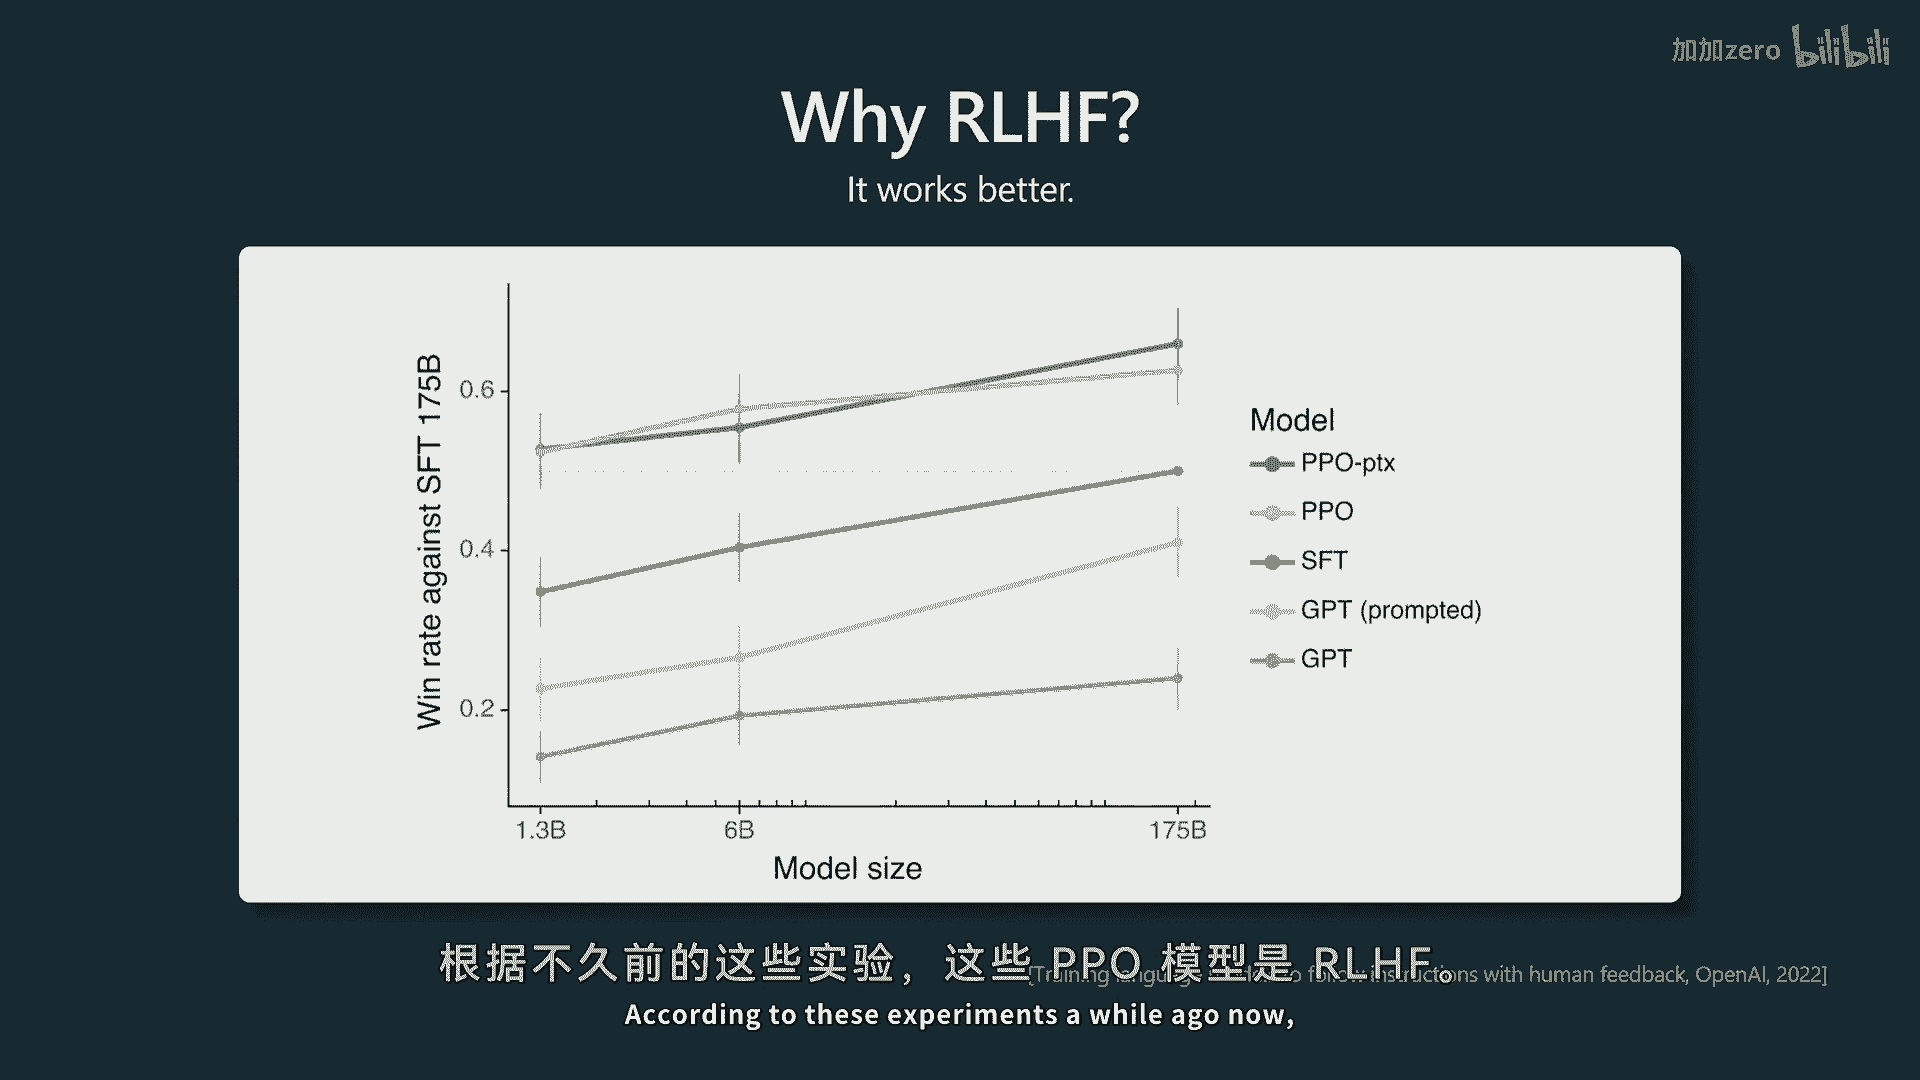 加加zero bilibili
Why RLHF?
It works better.
Win rate against SFT 175B
0.6
0.4
0.2
1.3B 6B 175B
Model size
Model
PPO-ptx
PPO
SFT
GPT (prompted)
GPT
根据不久前的这些实验，这些 PPO 模型是 RLHF。
[Training follow instructions with human feedback, OpenAI, 2022]
According to these experiments a while ago now,